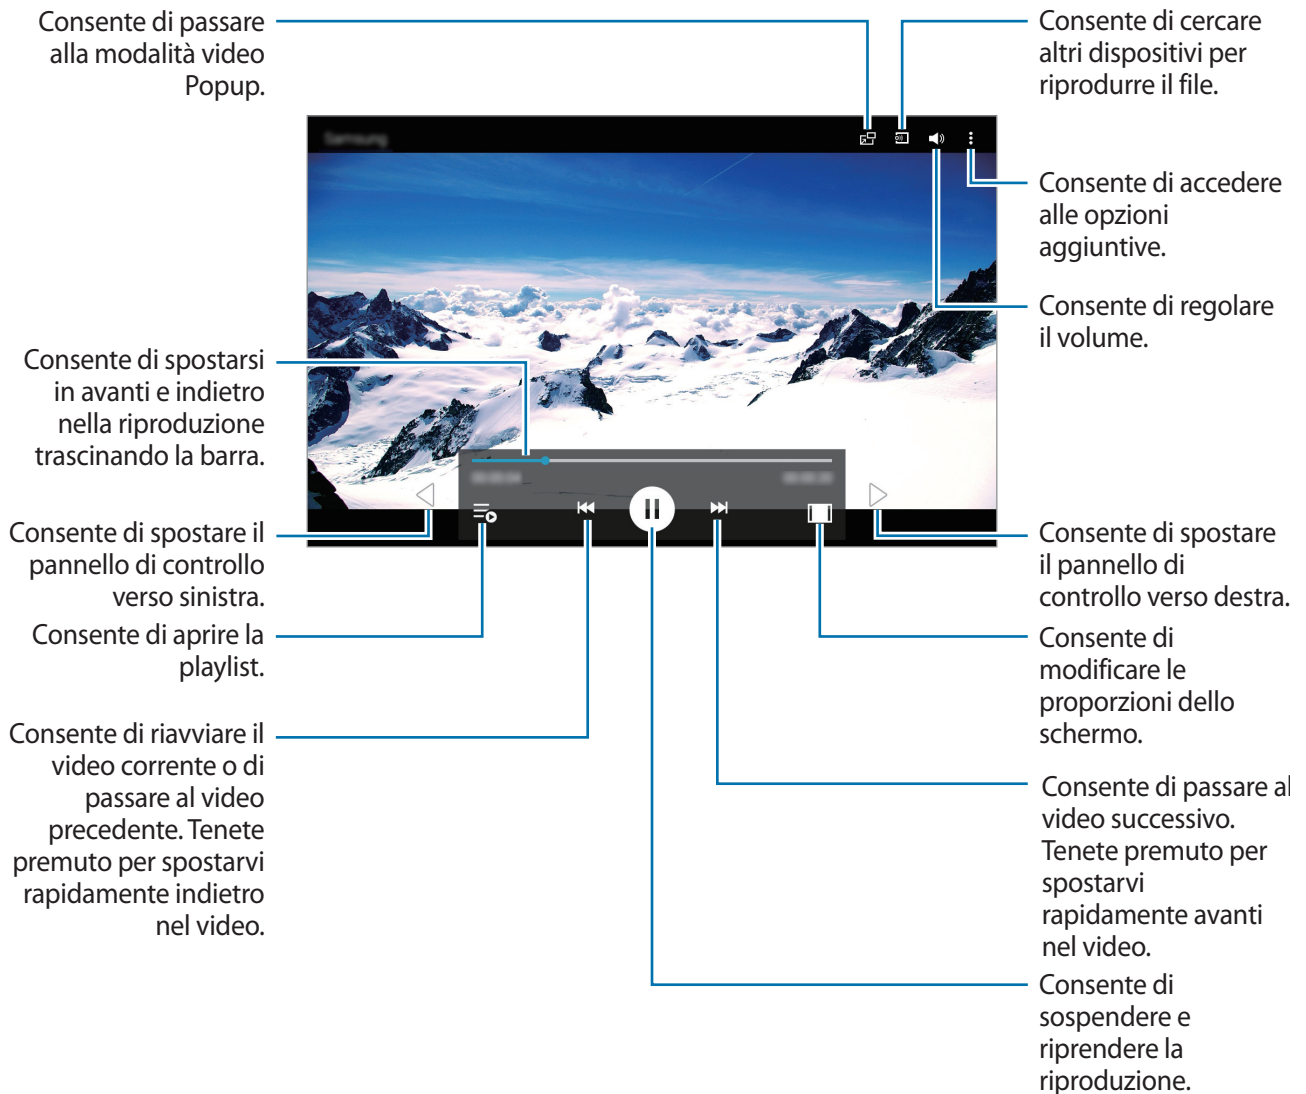 Consente di passare
alla modalità video
Popup.
Consente di cercare
altri dispositivi per
riprodurre il file.
Samsung
Consente di accedere
alle opzioni
aggiuntive.
Consente di regolare
il volume.
Consente di spostarsi
in avanti e indietro
nella riproduzione
trascinando la barra.
Consente di spostare il
pannello di controllo
verso sinistra.
Consente di spostare
il pannello di
controllo verso destra.
Consente di aprire la
playlist.
Consente di
modificare le
proporzioni dello
schermo.
Consente di riavviare il
video corrente o di
passare al video
precedente. Tenete
premuto per spostarvi
rapidamente indietro
nel video.
Consente di passare al
video successivo.
Tenete premuto per
spostarvi
rapidamente avanti
nel video.
Consente di
sospendere e
riprendere la
riproduzione.